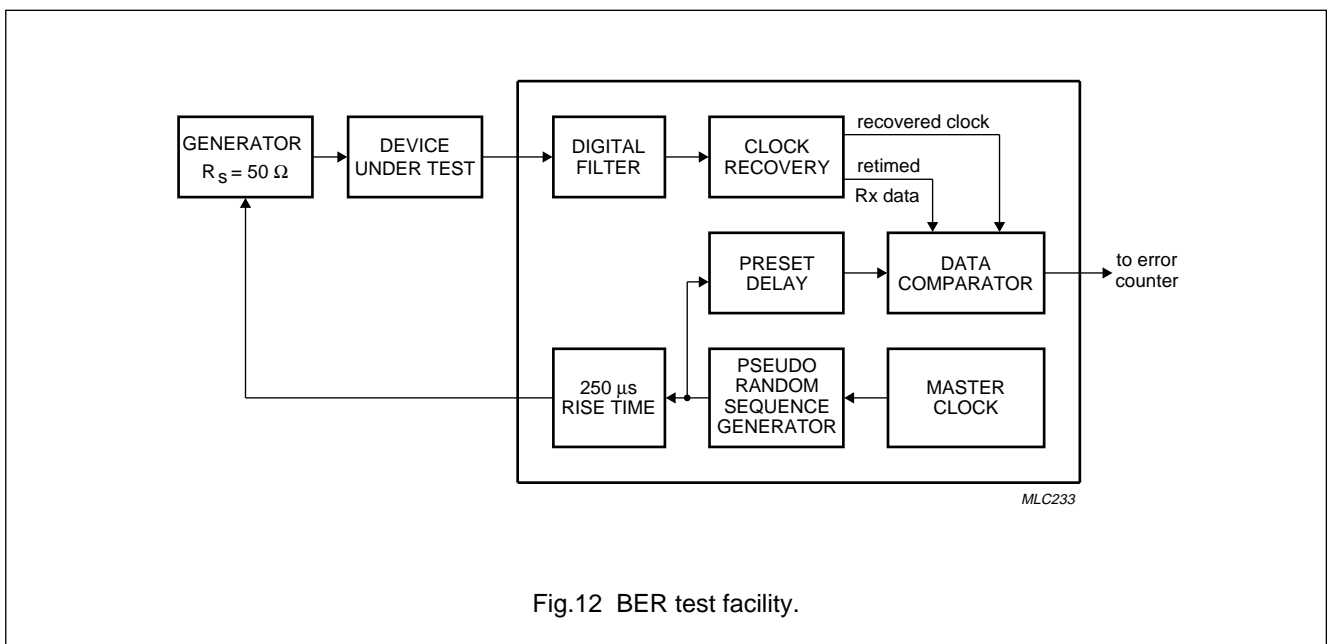 GENERATOR
RS = 50 Ω
DEVICE
UNDER TEST
DIGITAL
FILTER
CLOCK
RECOVERY
recovered clock
retimed
Rx data
PRESET
DELAY
DATA
COMPARATOR
to error
counter
250 μs
RISE TIME
PSEUDO
RANDOM
SEQUENCE
GENERATOR
MASTER
CLOCK
MLC233
Fig.12 BER test facility.